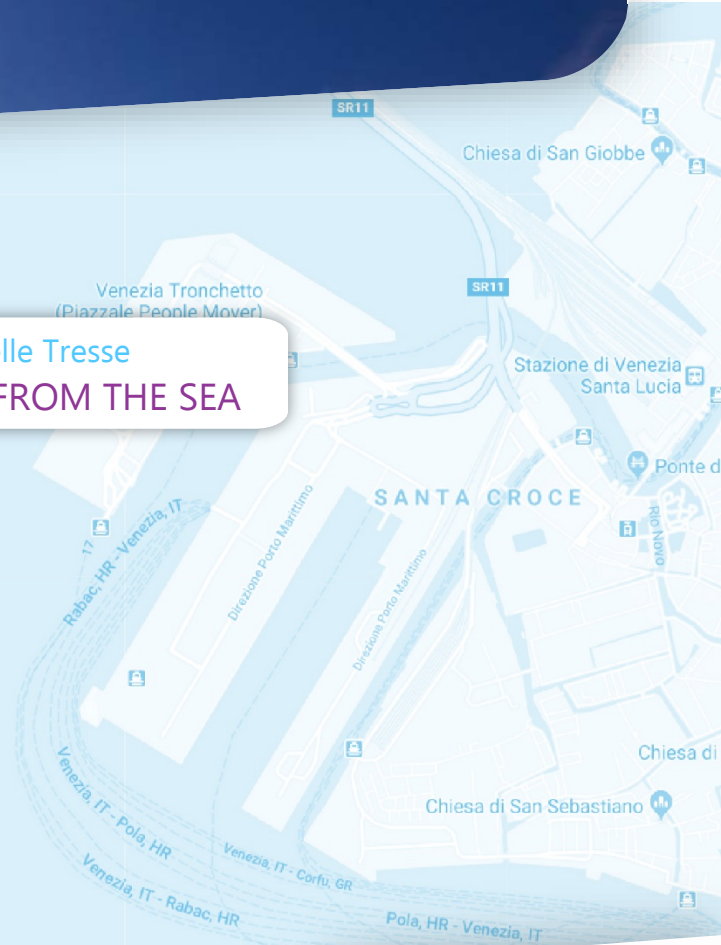 SR11
Chiesa di San Giobbe
SR11
Venezia Tronchetto
(Piazzale People Mover)
lle Tresse
FROM THE SEA
Stazione di Venezia
Santa Lucia
Ponte d
SANTA CROCE
Rio Novo
17
Rabac, HR - Venezia, IT
Direzione Porto Marittimo
Direzione Porto Marittimo
Chiesa di
Chiesa di San Sebastiano
Venezia, IT - Pola, HR
Venezia, IT - Corfu, GR
Venezia, IT - Rabac, HR
Pola, HR - Venezia, IT